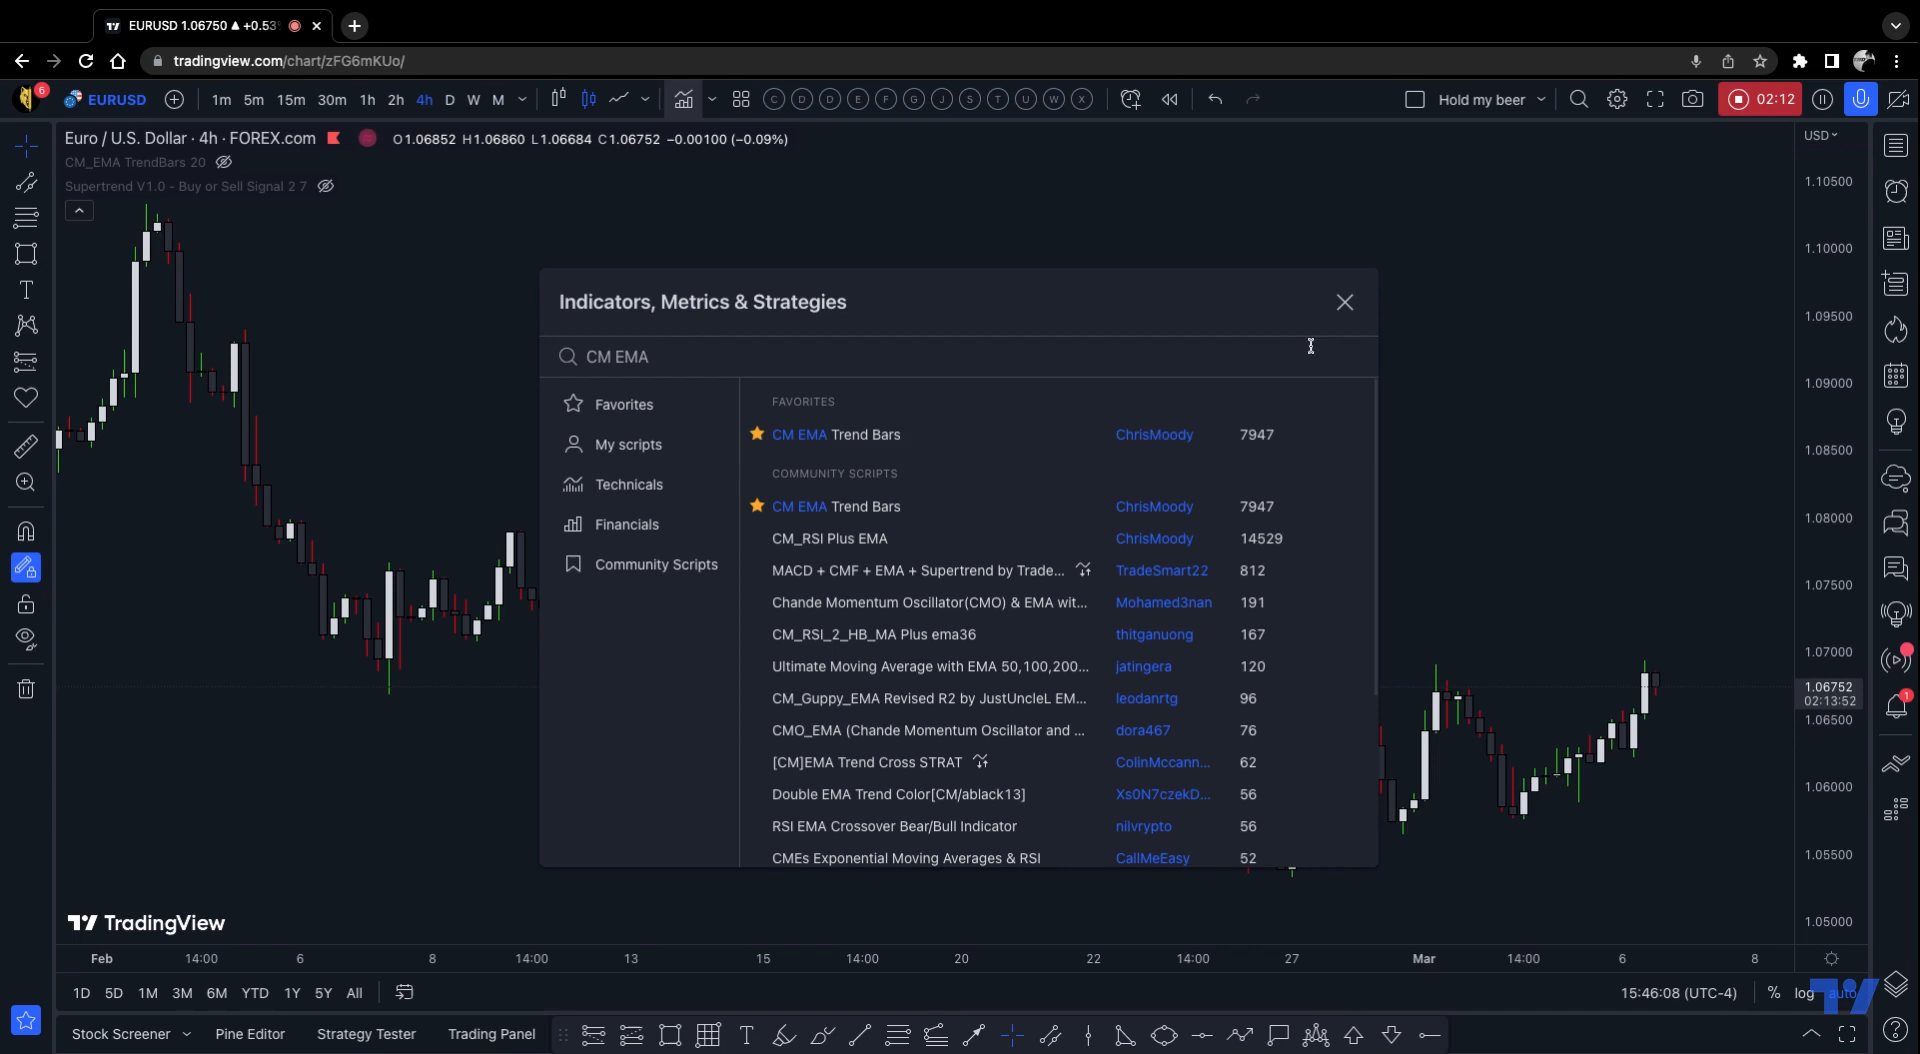 EURUSD 1.06750 ▲ +0.53
tradingview.com/chart/zFG6mKUo/
6
EURUSD
1m 5m 15m 30m 1h 2h 4h D W M
C D D E F G J S T U W X
Hold my beer
02:12
Euro / U.S. Dollar · 4h · FOREX.com
O1.06852 H1.06860 L1.06684 C1.06752 −0.00100 (−0.09%)
USD
CM_EMA TrendBars 20
Supertrend V1.0 - Buy or Sell Signal 2 7
Indicators, Metrics & Strategies
CM EMA
Favorites
My scripts
Technicals
Financials
Community Scripts
FAVORITES
CM EMA Trend Bars ChrisMoody 7947
COMMUNITY SCRIPTS
CM EMA Trend Bars ChrisMoody 7947
CM_RSI Plus EMA ChrisMoody 14529
MACD + CMF + EMA + Supertrend by Trade... TradeSmart22 812
Chande Momentum Oscillator(CMO) & EMA wit... Mohamed3nan 191
CM_RSI_2_HB_MA Plus ema36 thitganuong 167
Ultimate Moving Average with EMA 50,100,200... jatingera 120
CM_Guppy_EMA Revised R2 by JustUncleL EM... leodanrtg 96
CMO_EMA (Chande Momentum Oscillator and ... dora467 76
[CM]EMA Trend Cross STRAT ColinMccann... 62
Double EMA Trend Color[CM/ablack13] Xs0N7czekD... 56
RSI EMA Crossover Bear/Bull Indicator nilvrypto 56
CMEs Exponential Moving Averages & RSI CallMeEasy 52
1.10500
1.10000
1.09500
1.09000
1.08500
1.08000
1.07500
1.07000
1.06752
02:13:52
1.06500
1.06000
1.05500
1.05000
1
TradingView
Feb 14:00 6 8 14:00 13 15 14:00 20 22 14:00 27 Mar 14:00 6 8
1D 5D 1M 3M 6M YTD 1Y 5Y All
15:46:08 (UTC-4) % log auto
Stock Screener Pine Editor Strategy Tester Trading Panel